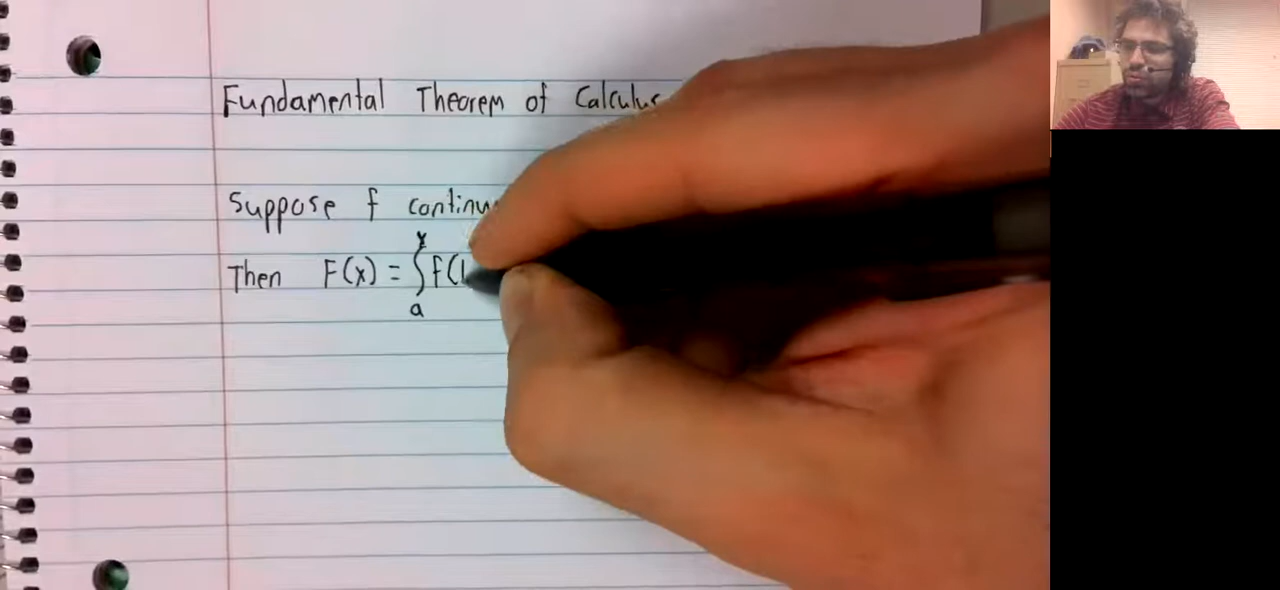 Fundamental Theorem of Calculus
Suppose f continu
Then F(x) = ∫ₐˣ f(